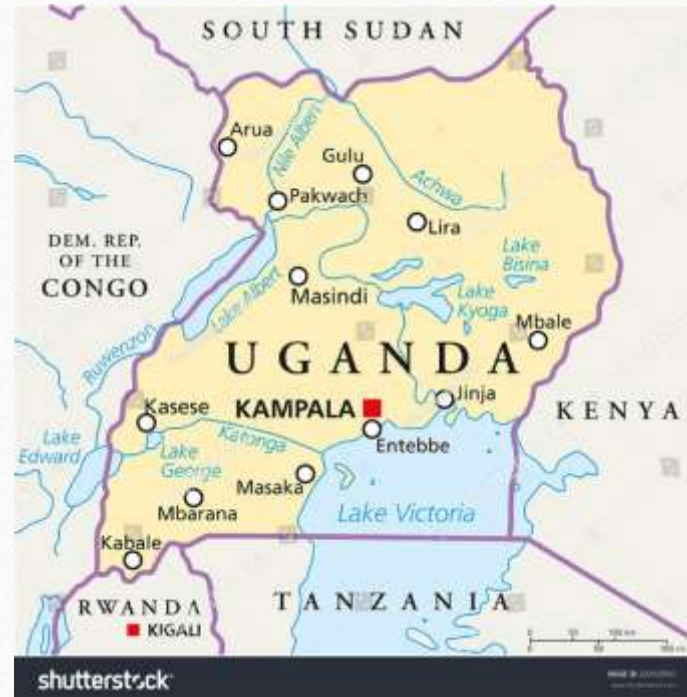 SOUTH SUDAN
Arua
Nile Albert
Gulu
Achwa
Pakwach
Lira
DEM. REP.
OF THE
CONGO
Lake
Bisina
Lake Albert
Masindi
Lake
Kyoga
Mbale
Ruwenzori
UGANDA
Jinja
Kasese
KAMPALA
KENYA
Lake
Edward
Katonga
Entebbe
Lake
George
Masaka
Mbarana
Lake Victoria
Kabale
RWANDA
TANZANIA
KIGALI
shutterstock